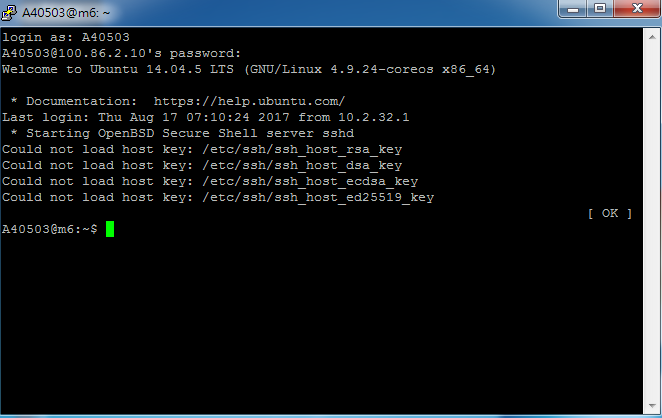 A40503@m6: ~
login as: A40503
A40503@100.86.2.10's password:
Welcome to Ubuntu 14.04.5 LTS (GNU/Linux 4.9.24-coreos x86_64)
 * Documentation:  https://help.ubuntu.com/
Last login: Thu Aug 17 07:10:24 2017 from 10.2.32.1
 * Starting OpenBSD Secure Shell server sshd
Could not load host key: /etc/ssh/ssh_host_rsa_key
Could not load host key: /etc/ssh/ssh_host_dsa_key
Could not load host key: /etc/ssh/ssh_host_ecdsa_key
Could not load host key: /etc/ssh/ssh_host_ed25519_key
[ OK ]
A40503@m6:~$